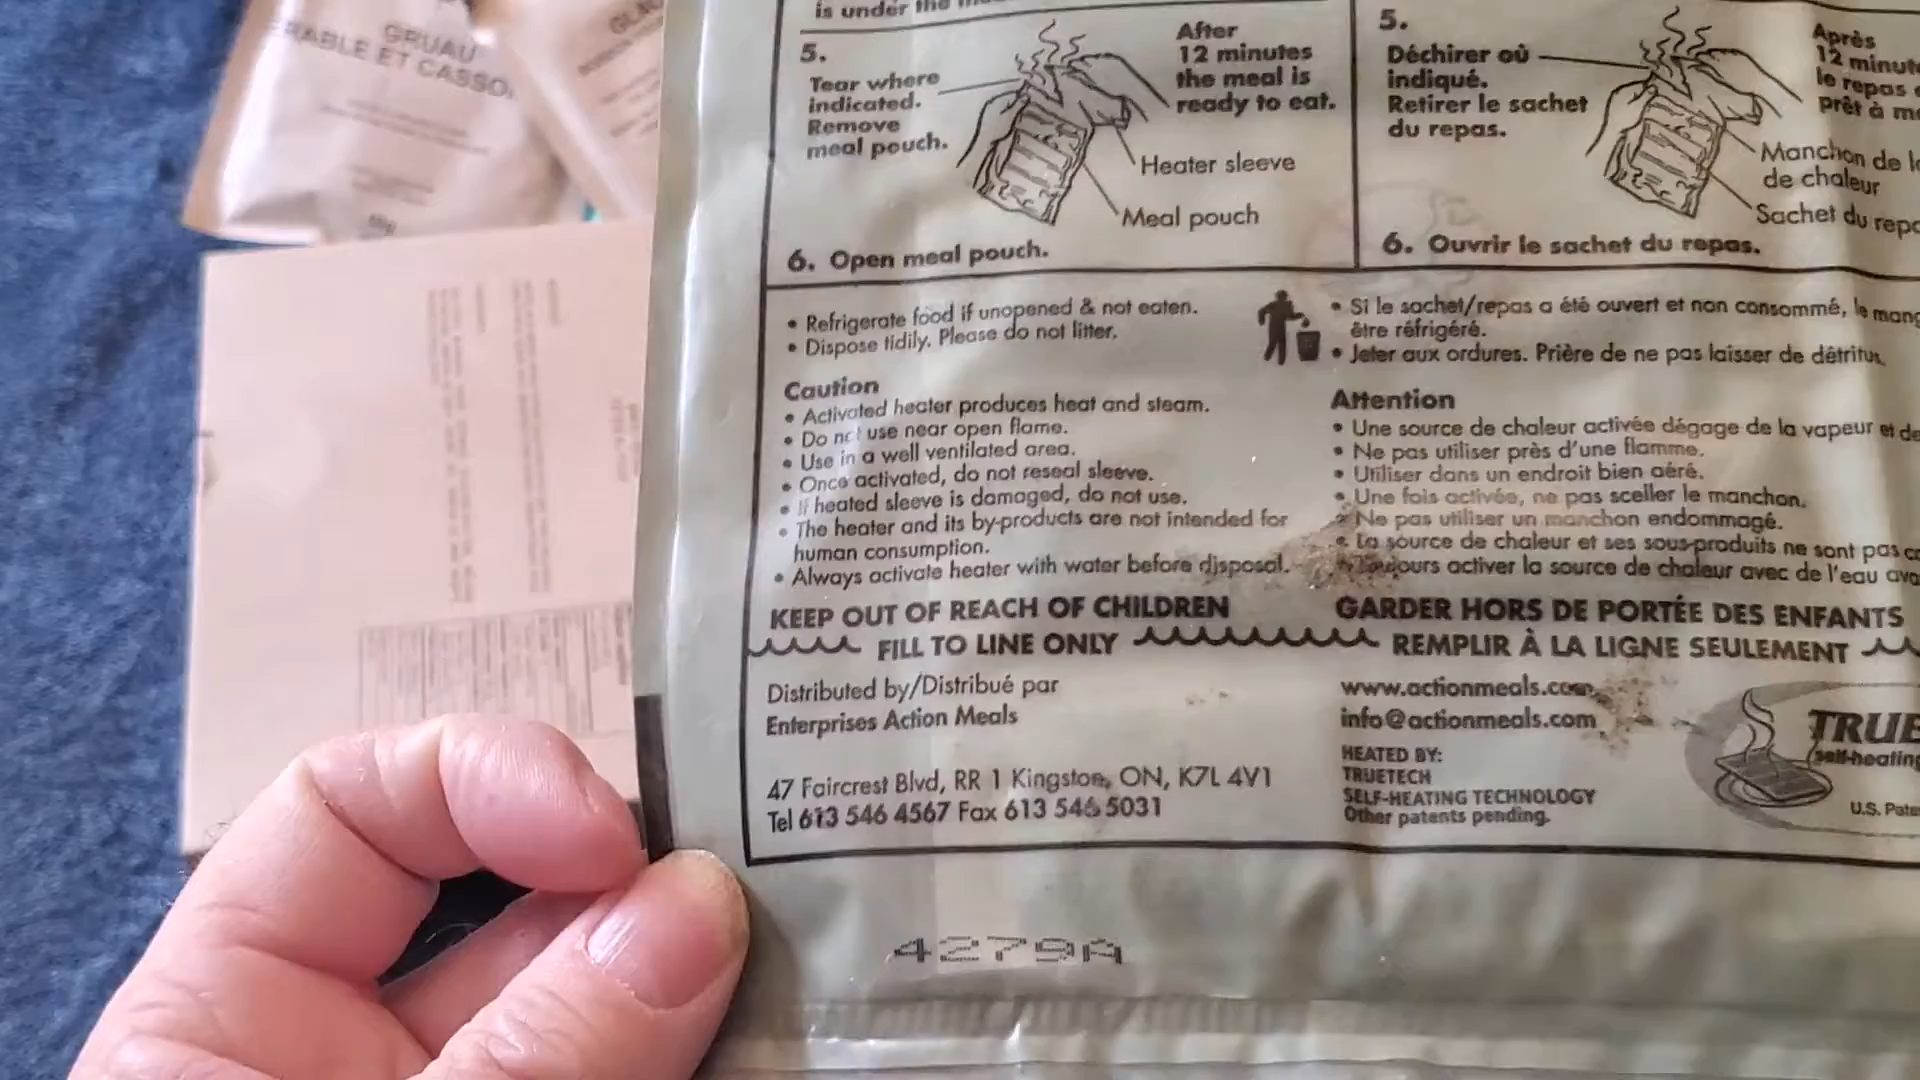 GRUAU
ERABLE ET CASSO
is under the
5.
Tear where
indicated.
Remove
meal pouch.
After
12 minutes
the meal is
ready to eat.
Heater sleeve
Meal pouch
6. Open meal pouch.
5.
Déchirer où
indiqué.
Retirer le sachet
du repas.
Après
12 minut
le repas
prêt à m
Manchon de l
de chaleur
Sachet du rep
6. Ouvrir le sachet du repas.
• Refrigerate food if unopened & not eaten.
• Dispose tidily. Please do not litter.
• Si le sachet/repas a été ouvert et non consommé, le mang
être réfrigéré.
• Jeter aux ordures. Prière de ne pas laisser de détritus.
Caution
• Activated heater produces heat and steam.
• Do not use near open flame.
• Use in a well ventilated area.
• Once activated, do not reseal sleeve.
• If heated sleeve is damaged, do not use.
• The heater and its by-products are not intended for
human consumption.
• Always activate heater with water before disposal.
Attention
• Une source de chaleur activée dégage de la vapeur et de
• Ne pas utiliser près d'une flamme.
• Utiliser dans un endroit bien aéré.
• Une fois activée, ne pas sceller le manchon.
• Ne pas utiliser un manchon endommagé.
• La source de chaleur et ses sous-produits ne sont pas co
• Toujours activer la source de chaleur avec de l'eau ava
KEEP OUT OF REACH OF CHILDREN
GARDER HORS DE PORTÉE DES ENFANTS
FILL TO LINE ONLY
REMPLIR À LA LIGNE SEULEMENT
Distributed by/Distribué par
Enterprises Action Meals
47 Faircrest Blvd, RR 1 Kingston, ON, K7L 4V1
Tel 613 546 4567 Fax 613 546 5031
www.actionmeals.com
info@actionmeals.com
HEATED BY:
TRUETECH
SELF-HEATING TECHNOLOGY
Other patents pending.
TRUE
self-heating
U.S. Pate
4279A